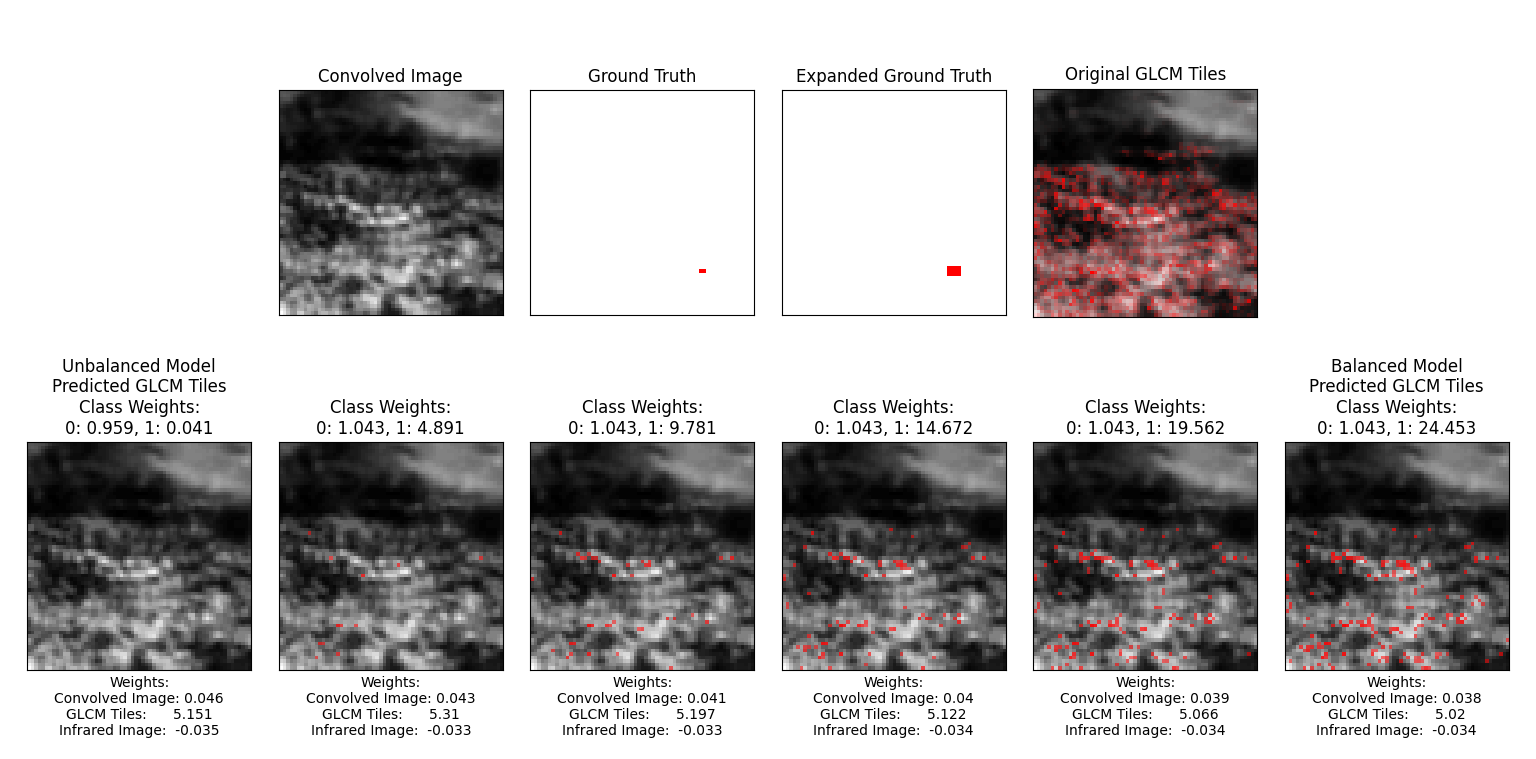 Convolved Image
Ground Truth
Expanded Ground Truth
Original GLCM Tiles
Unbalanced Model
Predicted GLCM Tiles
Class Weights:
0: 0.959, 1: 0.041
Class Weights:
0: 1.043, 1: 4.891
Class Weights:
0: 1.043, 1: 9.781
Class Weights:
0: 1.043, 1: 14.672
Class Weights:
0: 1.043, 1: 19.562
Balanced Model
Predicted GLCM Tiles
Class Weights:
0: 1.043, 1: 24.453
Weights:
Convolved Image: 0.046
GLCM Tiles: 5.151
Infrared Image: -0.035
Weights:
Convolved Image: 0.043
GLCM Tiles: 5.31
Infrared Image: -0.033
Weights:
Convolved Image: 0.041
GLCM Tiles: 5.197
Infrared Image: -0.033
Weights:
Convolved Image: 0.04
GLCM Tiles: 5.122
Infrared Image: -0.034
Weights:
Convolved Image: 0.039
GLCM Tiles: 5.066
Infrared Image: -0.034
Weights:
Convolved Image: 0.038
GLCM Tiles: 5.02
Infrared Image: -0.034